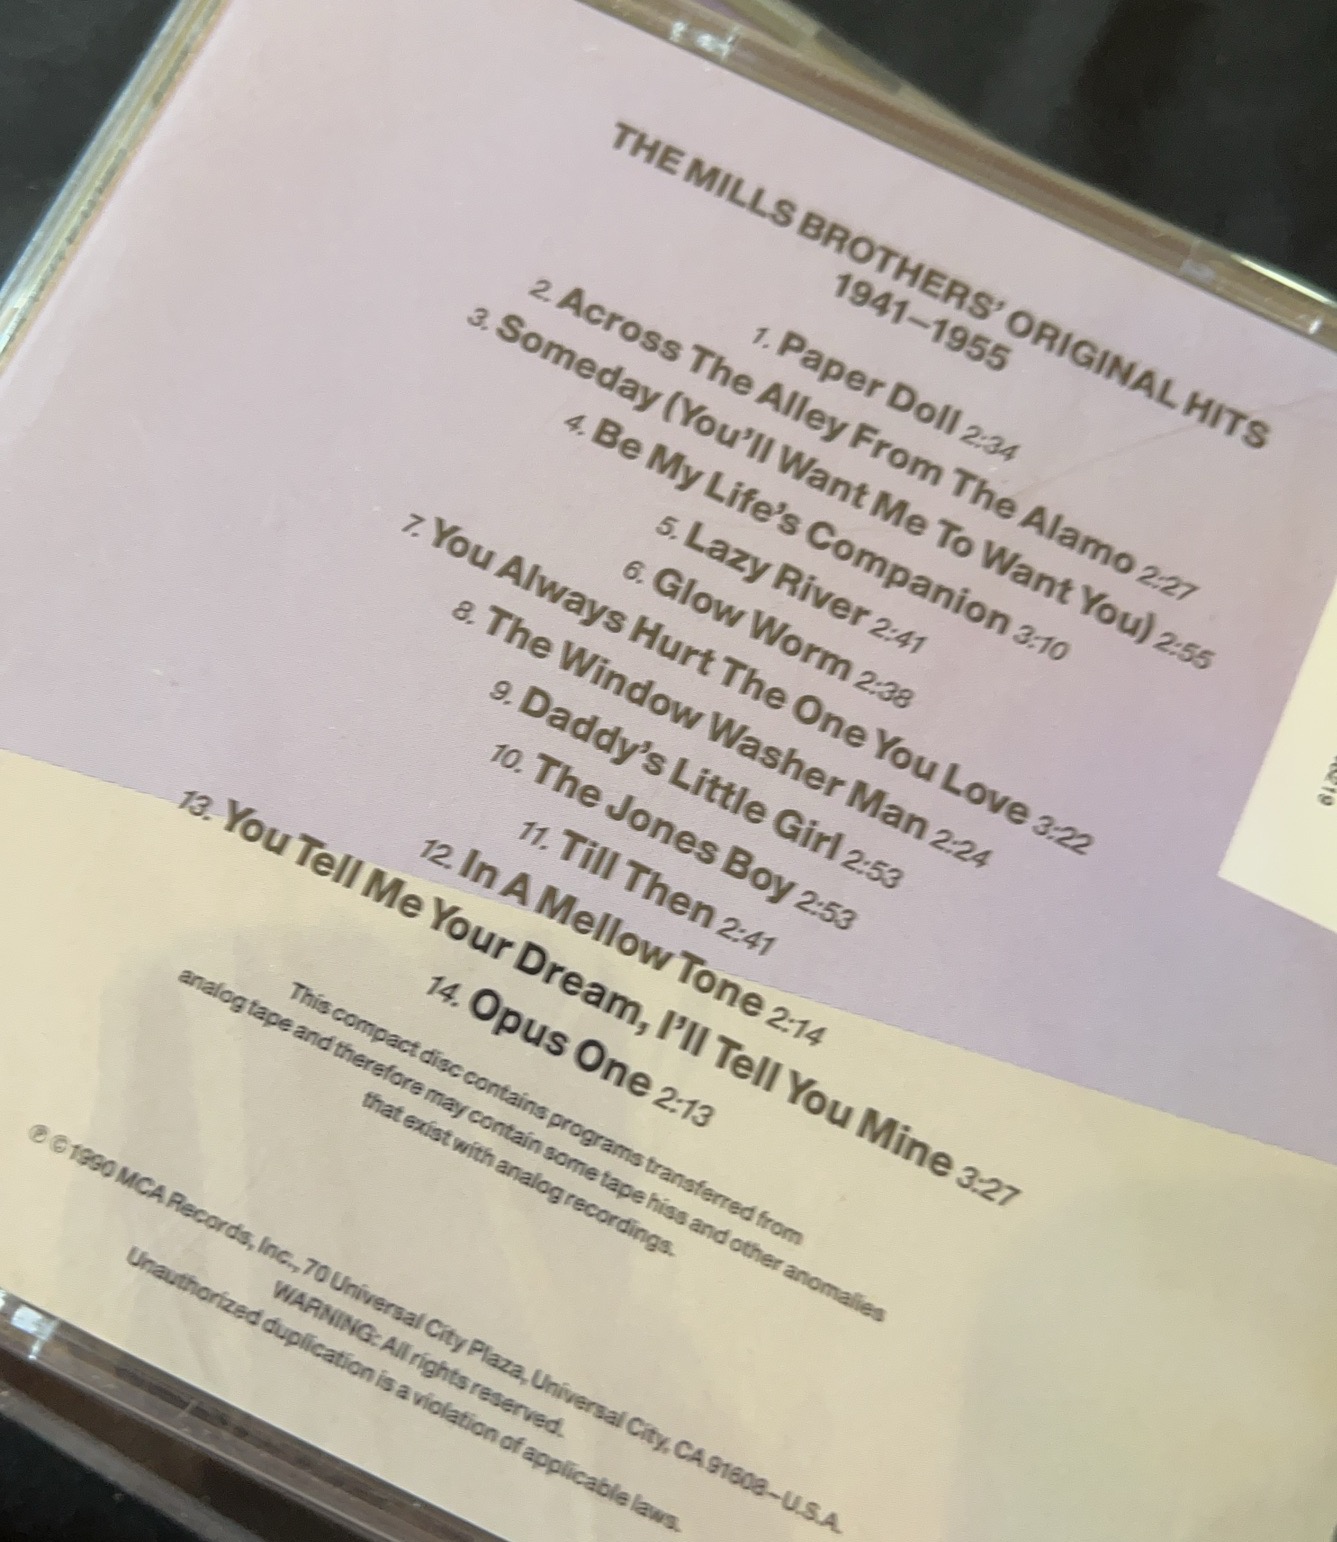 THE MILLS BROTHERS' ORIGINAL HITS
1941–1955
1. Paper Doll 2:34
2. Across The Alley From The Alamo 2:27
3. Someday (You'll Want Me To Want You) 2:55
4. Be My Life's Companion 3:10
5. Lazy River 2:41
6. Glow Worm 2:38
7. You Always Hurt The One You Love 3:22
8. The Window Washer Man 2:24
9. Daddy's Little Girl 2:53
10. The Jones Boy 2:53
11. Till Then 2:41
12. In A Mellow Tone 2:14
13. You Tell Me Your Dream, I'll Tell You Mine 3:27
14. Opus One 2:13
This compact disc contains programs transferred from
analog tape and therefore may contain some tape hiss and other anomalies
that exist with analog recordings.
℗ © 1990 MCA Records, Inc., 70 Universal City Plaza, Universal City, CA 91608–U.S.A.
WARNING: All rights reserved.
Unauthorized duplication is a violation of applicable laws.